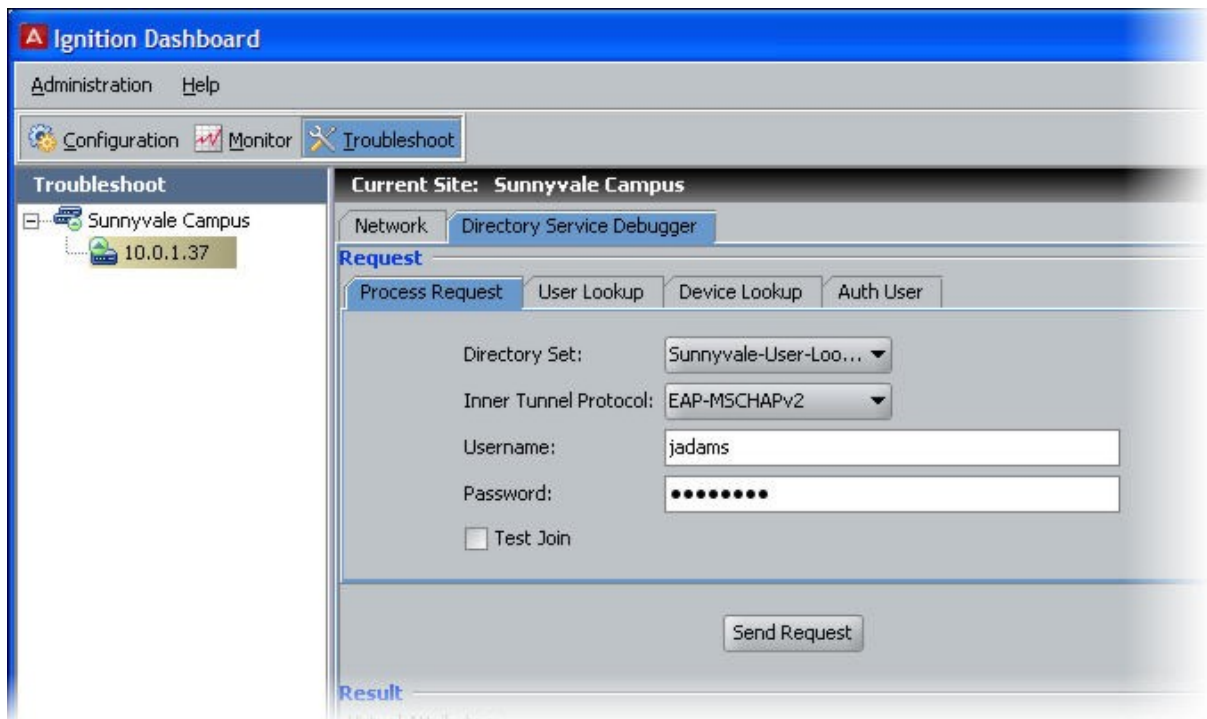 A Ignition Dashboard
Administration Help
Configuration Monitor Troubleshoot
Troubleshoot
Current Site: Sunnyvale Campus
Sunnyvale Campus
10.0.1.37
Network Directory Service Debugger
Request
Process Request User Lookup Device Lookup Auth User
Directory Set: Sunnyvale-User-Loo...
Inner Tunnel Protocol: EAP-MSCHAPv2
Username: jadams
Password: ●●●●●●●●
Test Join
Send Request
Result